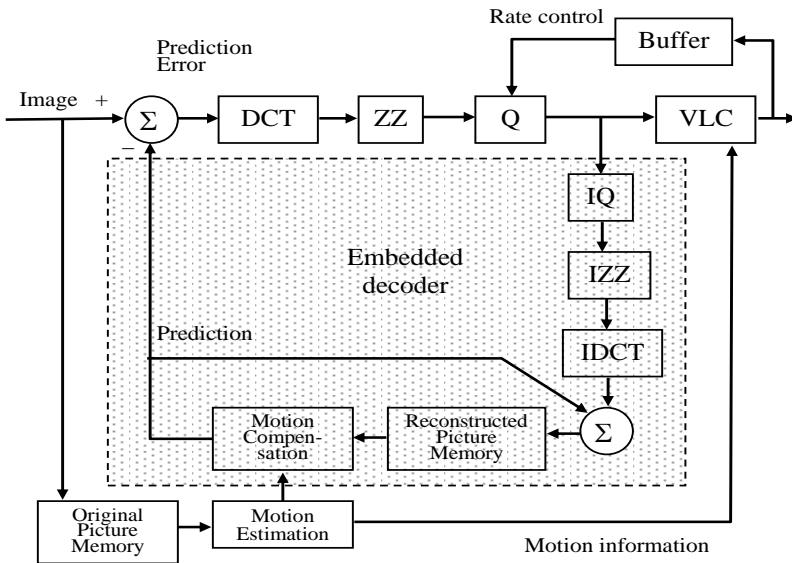 Rate control
Buffer
Prediction
Error
Image +
Σ
DCT
ZZ
Q
VLC
−
IQ
Embedded
decoder
IZZ
Prediction
IDCT
Motion
Compen-
sation
Reconstructed
Picture
Memory
Σ
Original
Picture
Memory
Motion
Estimation
Motion information